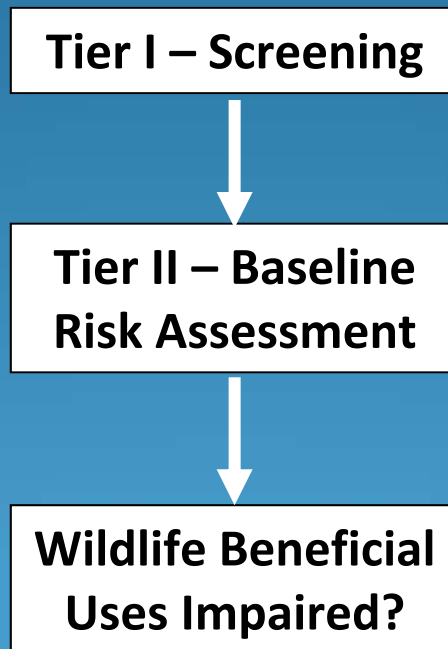 Tier I – Screening
Tier II – Baseline
Risk Assessment
Wildlife Beneficial
Uses Impaired?